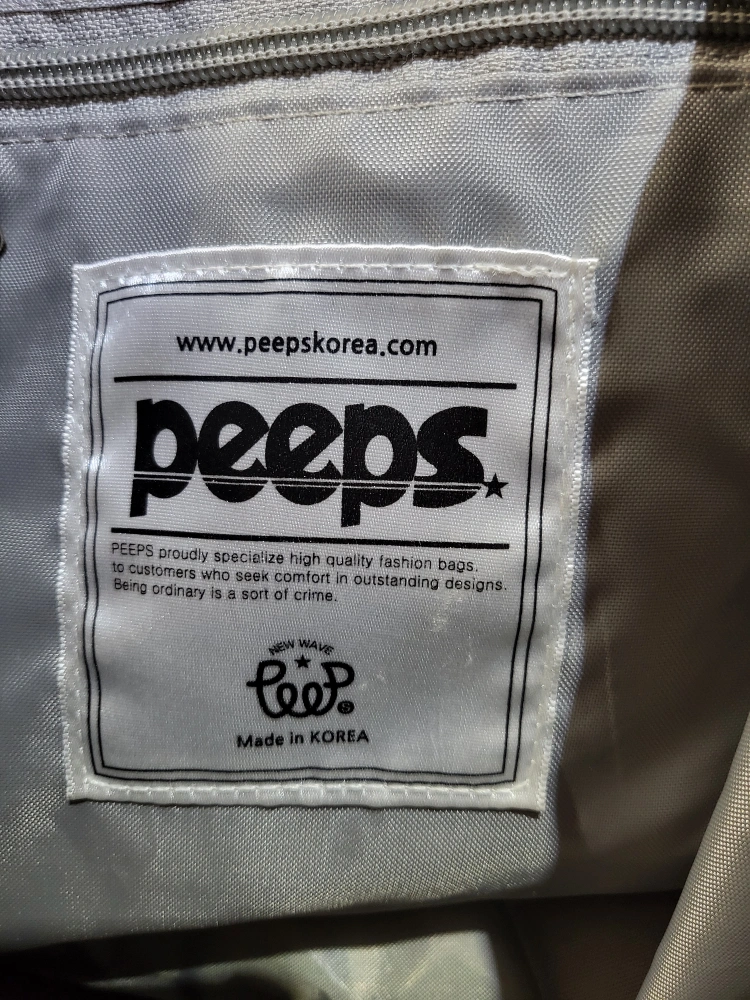 www.peepskorea.com
peeps.
PEEPS proudly specialize high quality fashion bags,
to customers who seek comfort in outstanding designs.
Being ordinary is a sort of crime.
NEW WAVE
PeeP
Made in KOREA